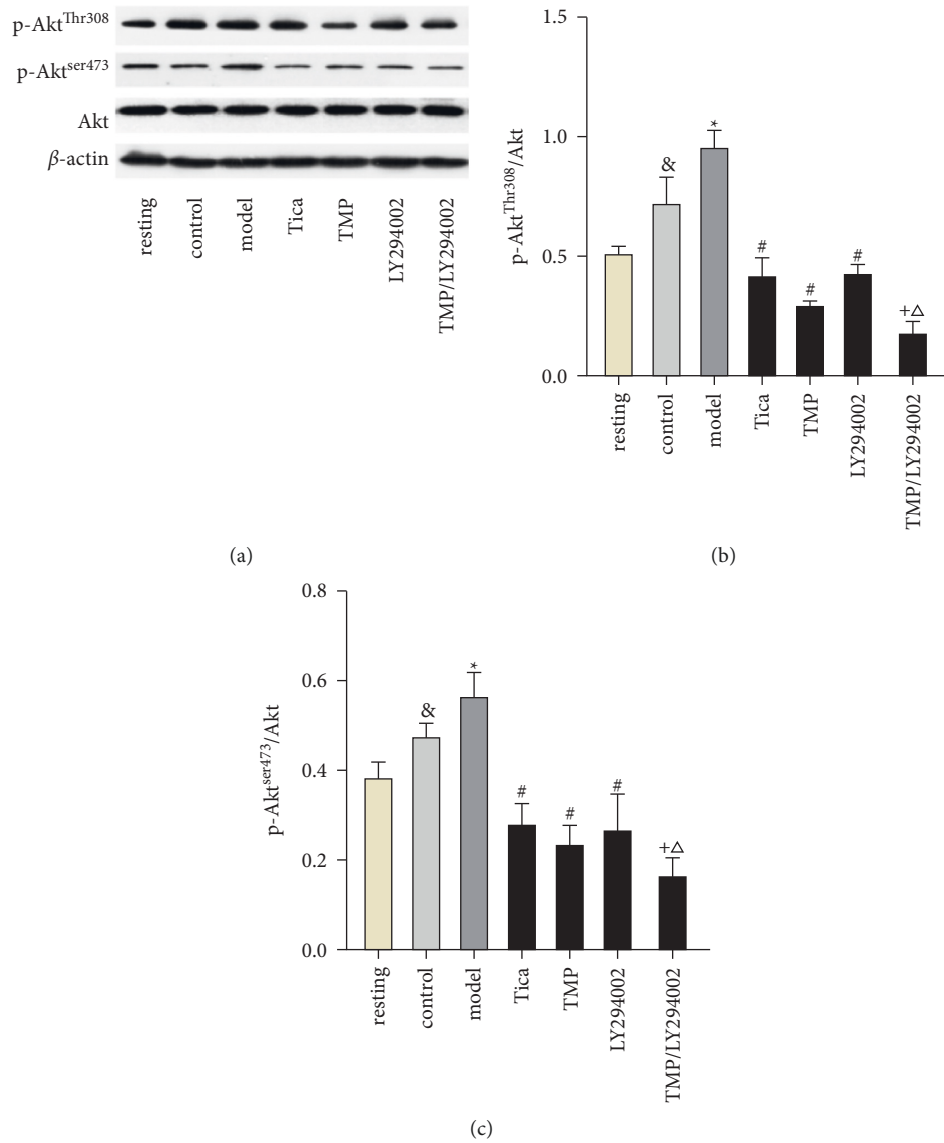 p-Akt^Thr308
p-Akt^ser473
Akt
β-actin
resting
control
model
Tica
TMP
LY294002
TMP/LY294002
(a)
p-Akt^Thr308/Akt
1.0
0.5
0.0
&
*
#
#
#
+△
resting
control
model
Tica
TMP
LY294002
TMP/LY294002
(b)
p-Akt^ser473/Akt
0.8
0.6
0.4
0.2
0.0
&
*
#
#
#
+△
resting
control
model
Tica
TMP
LY294002
TMP/LY294002
(c)